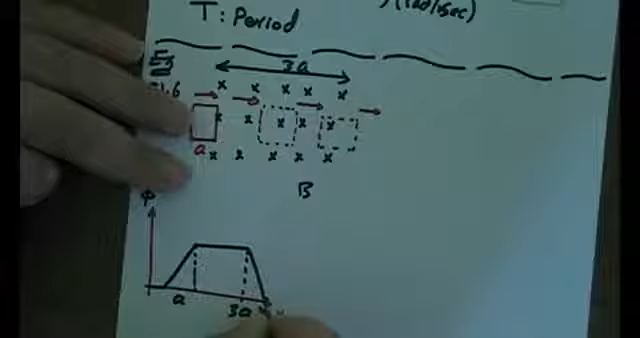 (rad/sec)
T: Period
Eg
3a
x x x x x
x x x x x
a x x x x x
B
Φ
a 3a